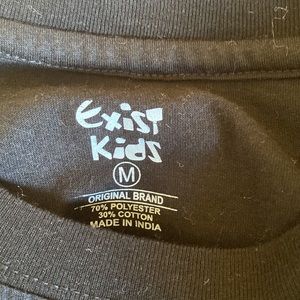 Exist
Kids
M
ORIGINAL BRAND
70% POLYESTER
30% COTTON
MADE IN INDIA